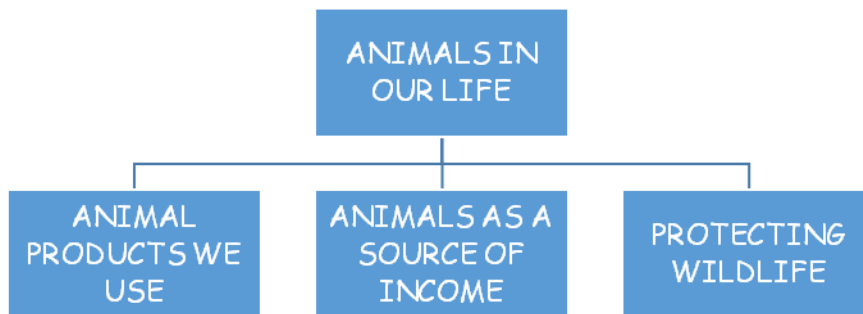 ANIMALS IN
OUR LIFE
ANIMAL
PRODUCTS WE
USE
ANIMALS AS A
SOURCE OF
INCOME
PROTECTING
WILDLIFE